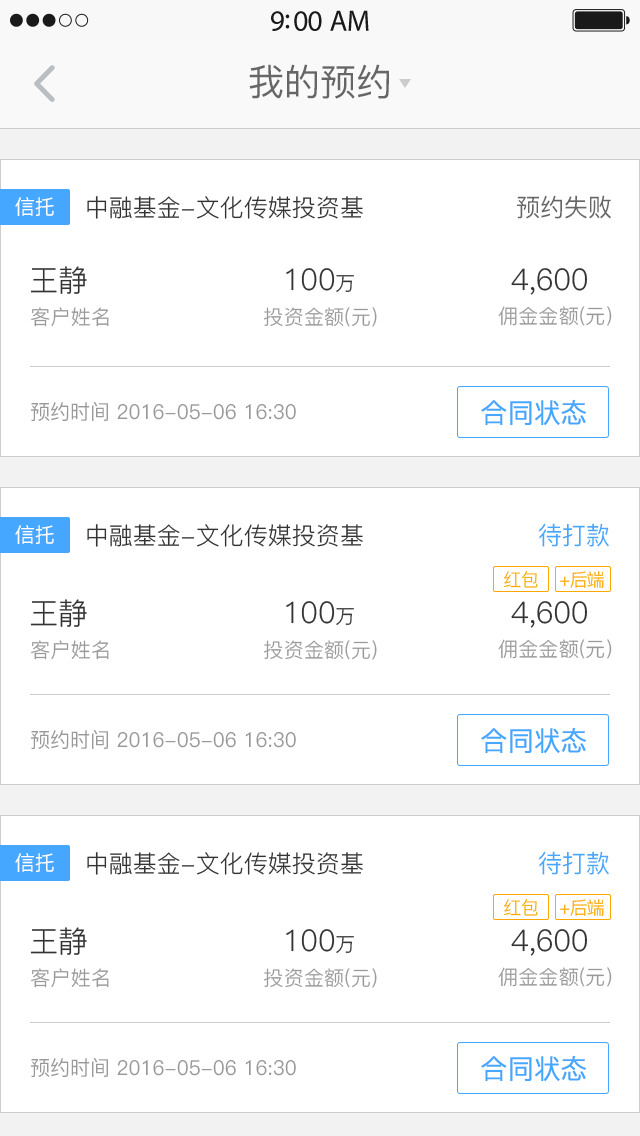 9:00 AM
我的预约
信托 中融基金-文化传媒投资基 预约失败
王静 100万 4,600
客户姓名 投资金额(元) 佣金金额(元)
预约时间 2016-05-06 16:30 合同状态
信托 中融基金-文化传媒投资基 待打款
红包 +后端
王静 100万 4,600
客户姓名 投资金额(元) 佣金金额(元)
预约时间 2016-05-06 16:30 合同状态
信托 中融基金-文化传媒投资基 待打款
红包 +后端
王静 100万 4,600
客户姓名 投资金额(元) 佣金金额(元)
预约时间 2016-05-06 16:30 合同状态